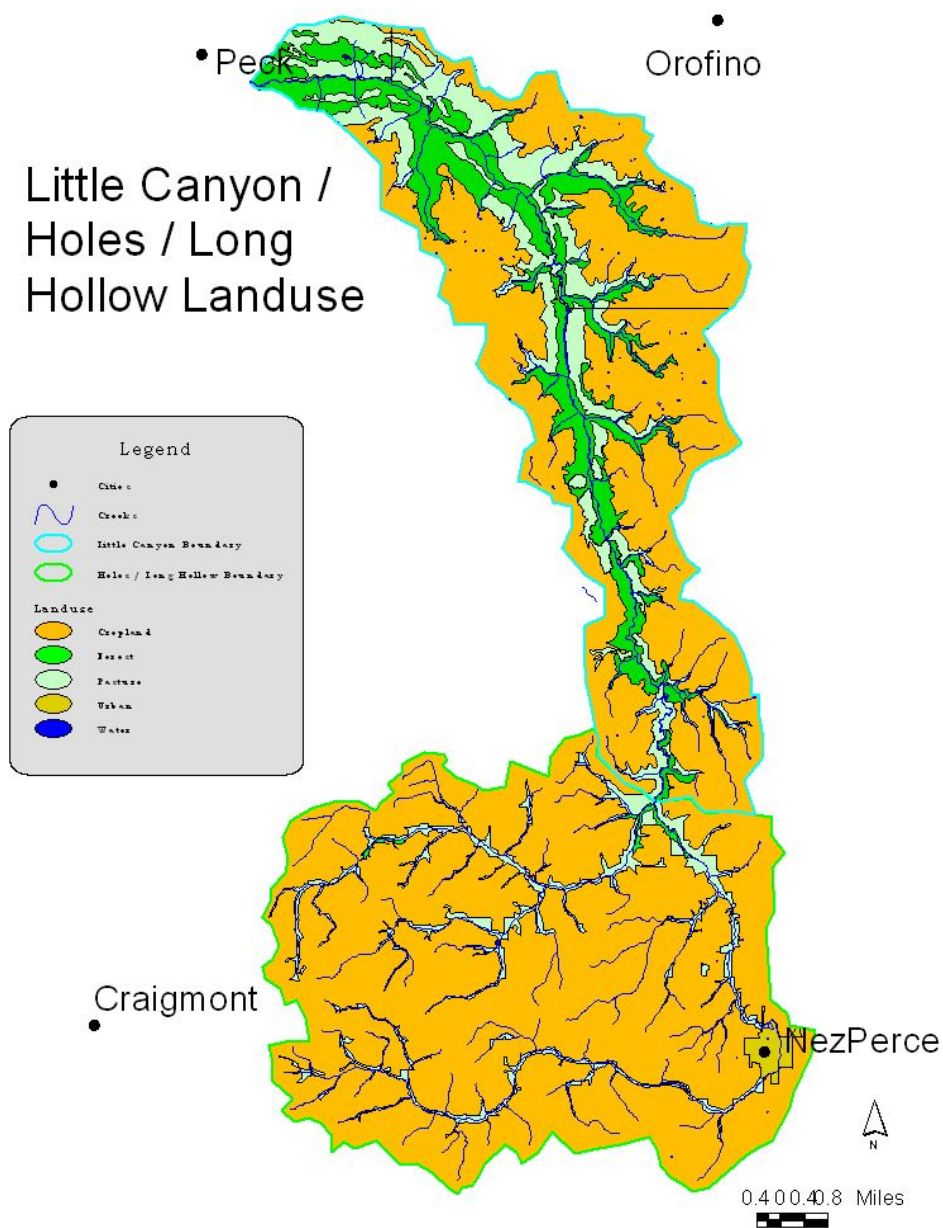 Peck
Orofino
Little Canyon /
Holes / Long
Hollow Landuse
Legend
Cities
Creeks
Little Canyon Boundary
Holes / Long Hollow Boundary
Landuse
Cropland
Forest
Pasture
Urban
Water
Craigmont
NezPerce
N
0.4 0 0.4 0.8 Miles